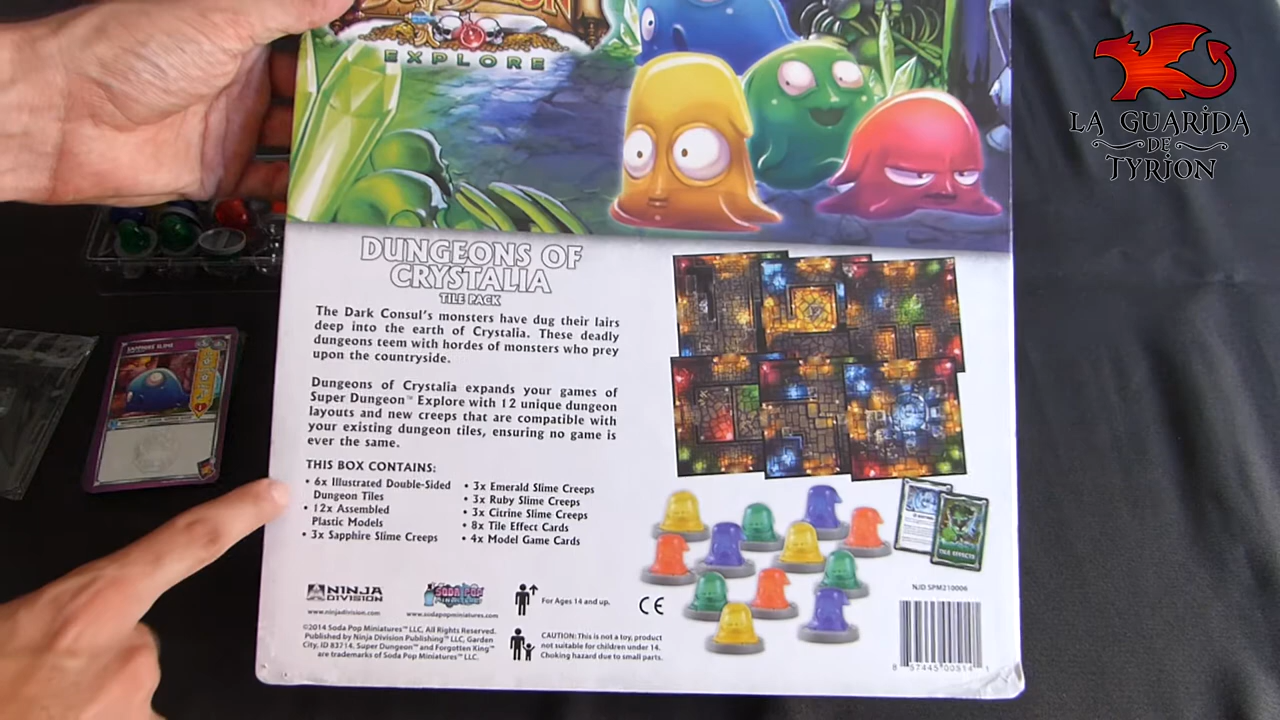 EXPLORE
LA GUARIDA
DE
TYRION
DUNGEONS OF
CRYSTALIA
TILE PACK
The Dark Consul's monsters have dug their lairs
deep into the earth of Crystalia. These deadly
dungeons teem with hordes of monsters who prey
upon the countryside.
Dungeons of Crystalia expands your games of
Super Dungeon™ Explore with 12 unique dungeon
layouts and new creeps that are compatible with
your existing dungeon tiles, ensuring no game is
ever the same.
THIS BOX CONTAINS:
• 6x Illustrated Double-Sided
Dungeon Tiles
• 12x Assembled
Plastic Models
• 3x Sapphire Slime Creeps
• 3x Emerald Slime Creeps
• 3x Ruby Slime Creeps
• 3x Citrine Slime Creeps
• 8x Tile Effect Cards
• 4x Model Game Cards
SAPPHIRE SLIME
TILE EFFECTS
NINJA
DIVISION
www.ninjadivision.com
SODA POP
www.sodapopminiatures.com
For Ages 14 and up.
CE
NJD SPM210006
©2014 Soda Pop Miniatures™ LLC, All Rights Reserved.
Published by Ninja Division Publishing™ LLC, Garden
City, ID 83714. Super Dungeon™ and Forgotten King™
are trademarks of Soda Pop Miniatures™ LLC.
CAUTION: This is not a toy, product
not suitable for children under 14.
Choking hazard due to small parts.
8 57445 00514 1